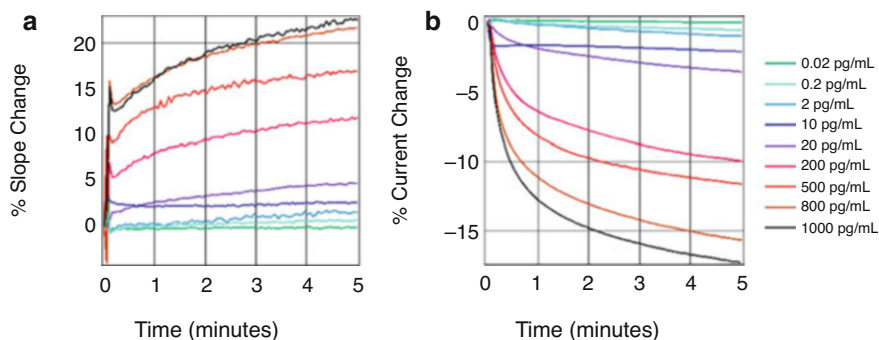 a
% Slope Change
20
15
10
5
0
0 1 2 3 4 5
Time (minutes)
b
% Current Change
0
−5
−10
−15
0 1 2 3 4 5
Time (minutes)
0.02 pg/mL
0.2 pg/mL
2 pg/mL
10 pg/mL
20 pg/mL
200 pg/mL
500 pg/mL
800 pg/mL
1000 pg/mL